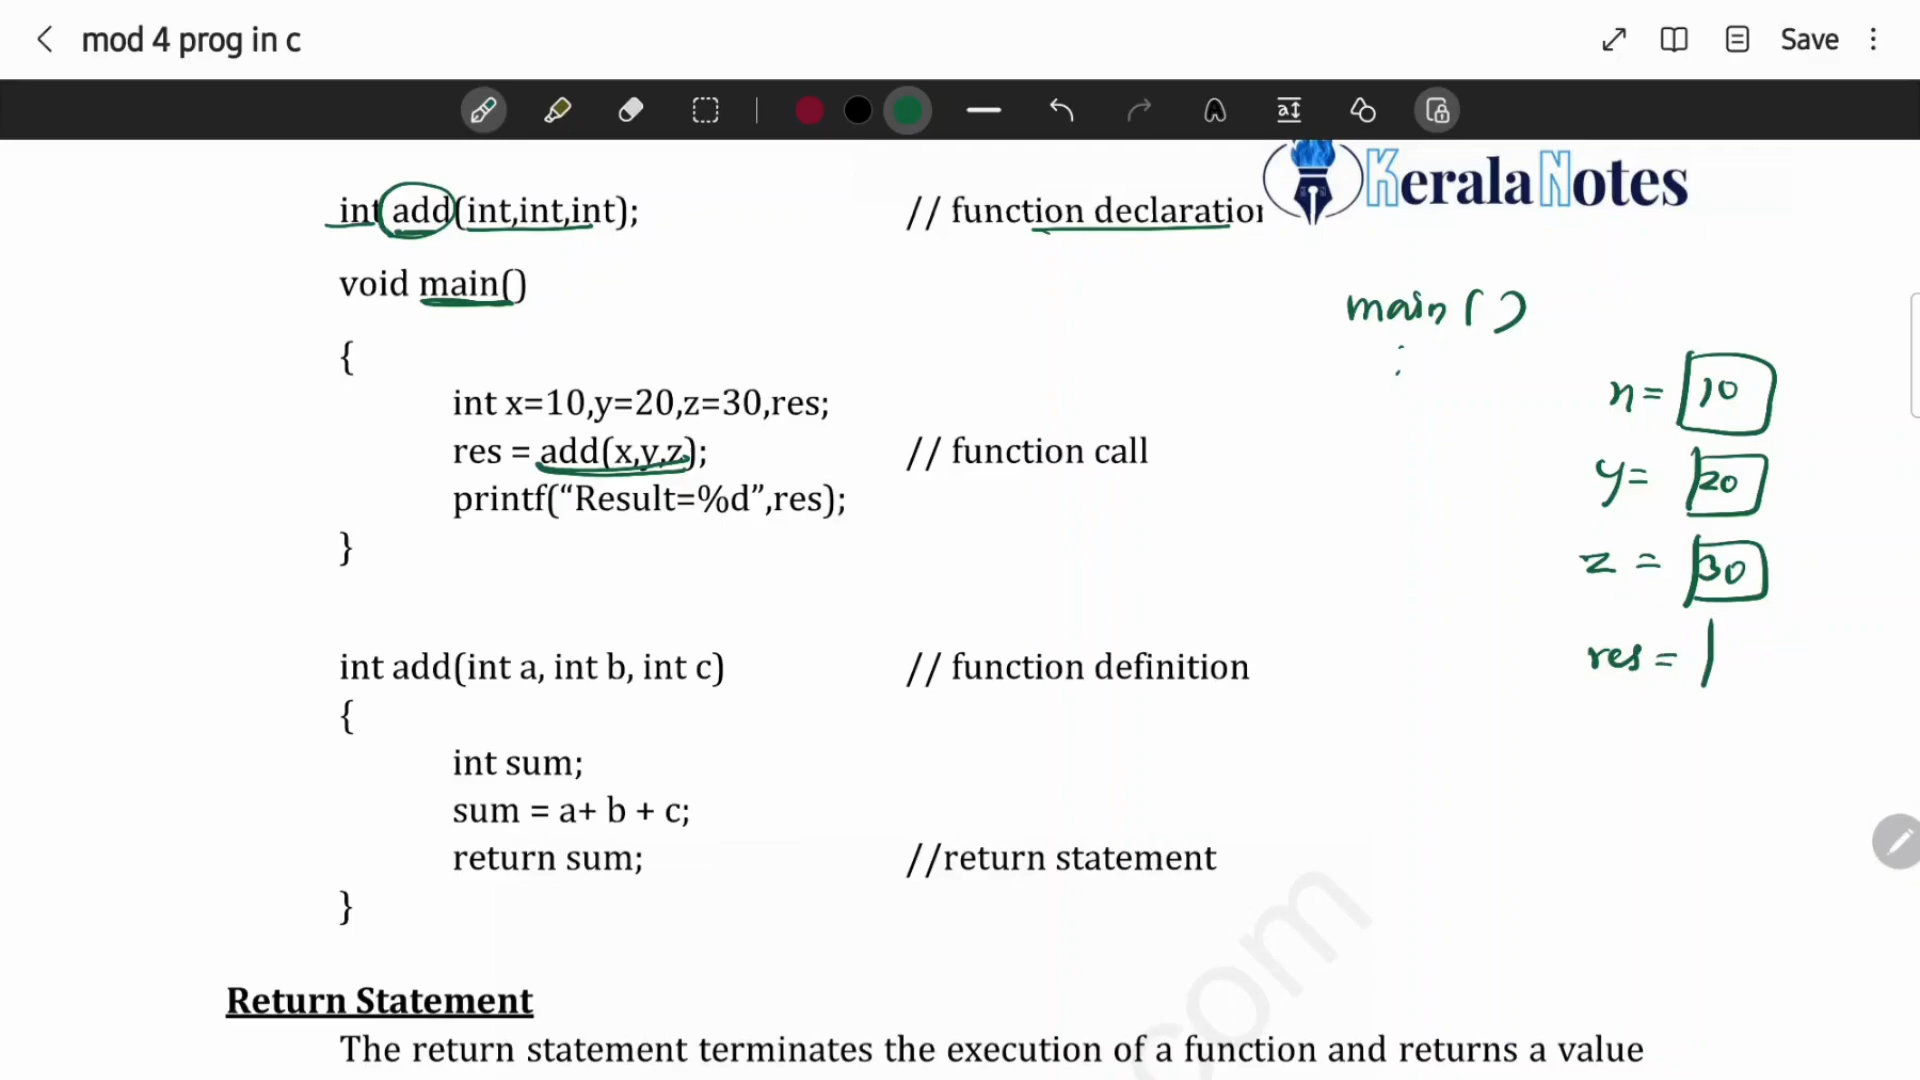 mod 4 prog in c
Save
KeralaNotes
int add(int,int,int); // function declaration
void main()
main()
{
int x=10,y=20,z=30,res; x= 10
res = add(x,y,z); // function call
y= 20
printf(“Result=%d”,res);
}
z = 30
int add(int a, int b, int c) // function definition
res =
{
int sum;
sum = a+ b + c;
return sum; //return statement
}
Return Statement
The return statement terminates the execution of a function and returns a value
.com